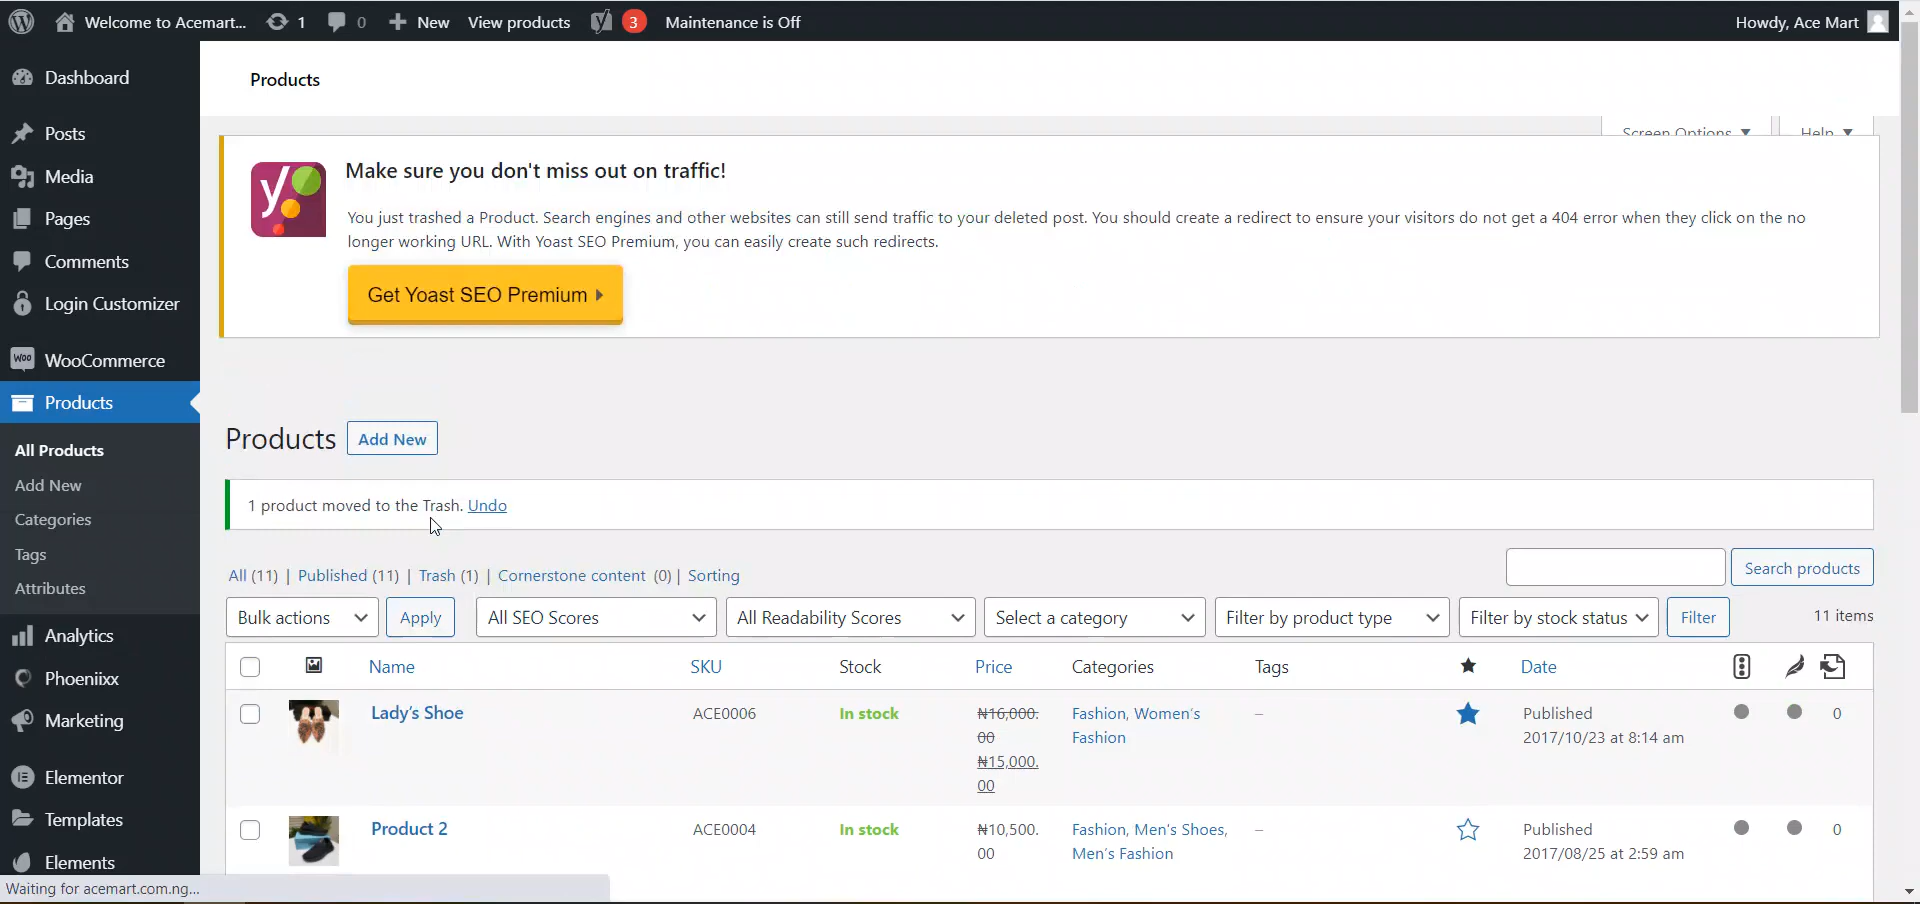 Welcome to Acemart... 1 0 New View products 3 Maintenance is Off Howdy, Ace Mart
Dashboard
Posts
Media
Pages
Comments
Login Customizer
WOO WooCommerce
Products
All Products
Add New
Categories
Tags
Attributes
Analytics
Phoeniixx
Marketing
Elementor
Templates
Elements
Products
Screen Options Help
Make sure you don't miss out on traffic!
You just trashed a Product. Search engines and other websites can still send traffic to your deleted post. You should create a redirect to ensure your visitors do not get a 404 error when they click on the no
longer working URL. With Yoast SEO Premium, you can easily create such redirects.
Get Yoast SEO Premium
Products Add New
1 product moved to the Trash. Undo
All (11) | Published (11) | Trash (1) | Cornerstone content (0) | Sorting
Search products
Bulk actions Apply All SEO Scores All Readability Scores Select a category Filter by product type Filter by stock status Filter 11 items
Name SKU Stock Price Categories Tags Date
Lady's Shoe ACE0006 In stock ₦16,000. Fashion, Women's – Published 0
00 Fashion 2017/10/23 at 8:14 am
₦15,000.
00
Product 2 ACE0004 In stock ₦10,500. Fashion, Men's Shoes, – Published 0
00 Men's Fashion 2017/08/25 at 2:59 am
Waiting for acemart.com.ng...